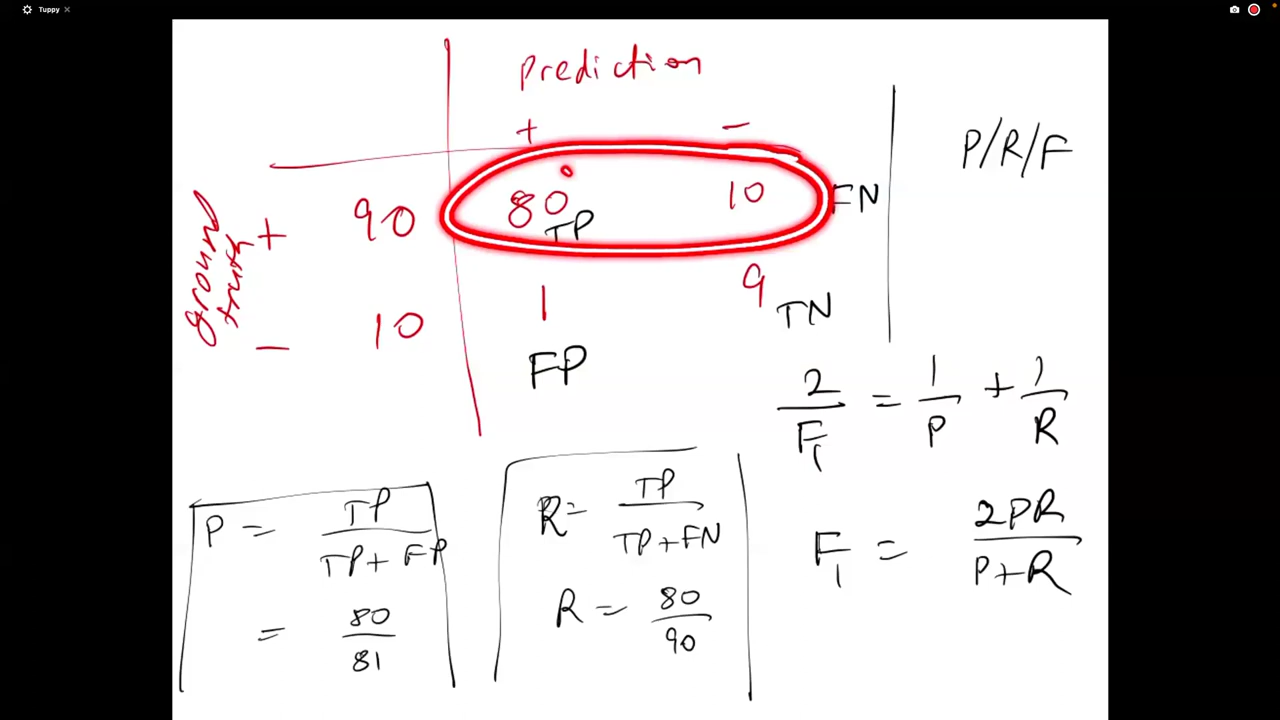 Tuppy
Prediction
+ -
P/R/F
ground truth
+ 90 80 TP 10 FN
- 10 1 FP 9 TN
2/F1 = 1/P + 1/R
P = TP/(TP+FP)
= 80/81
R = TP/(TP+FN)
R = 80/90
F1 = 2PR/(P+R)